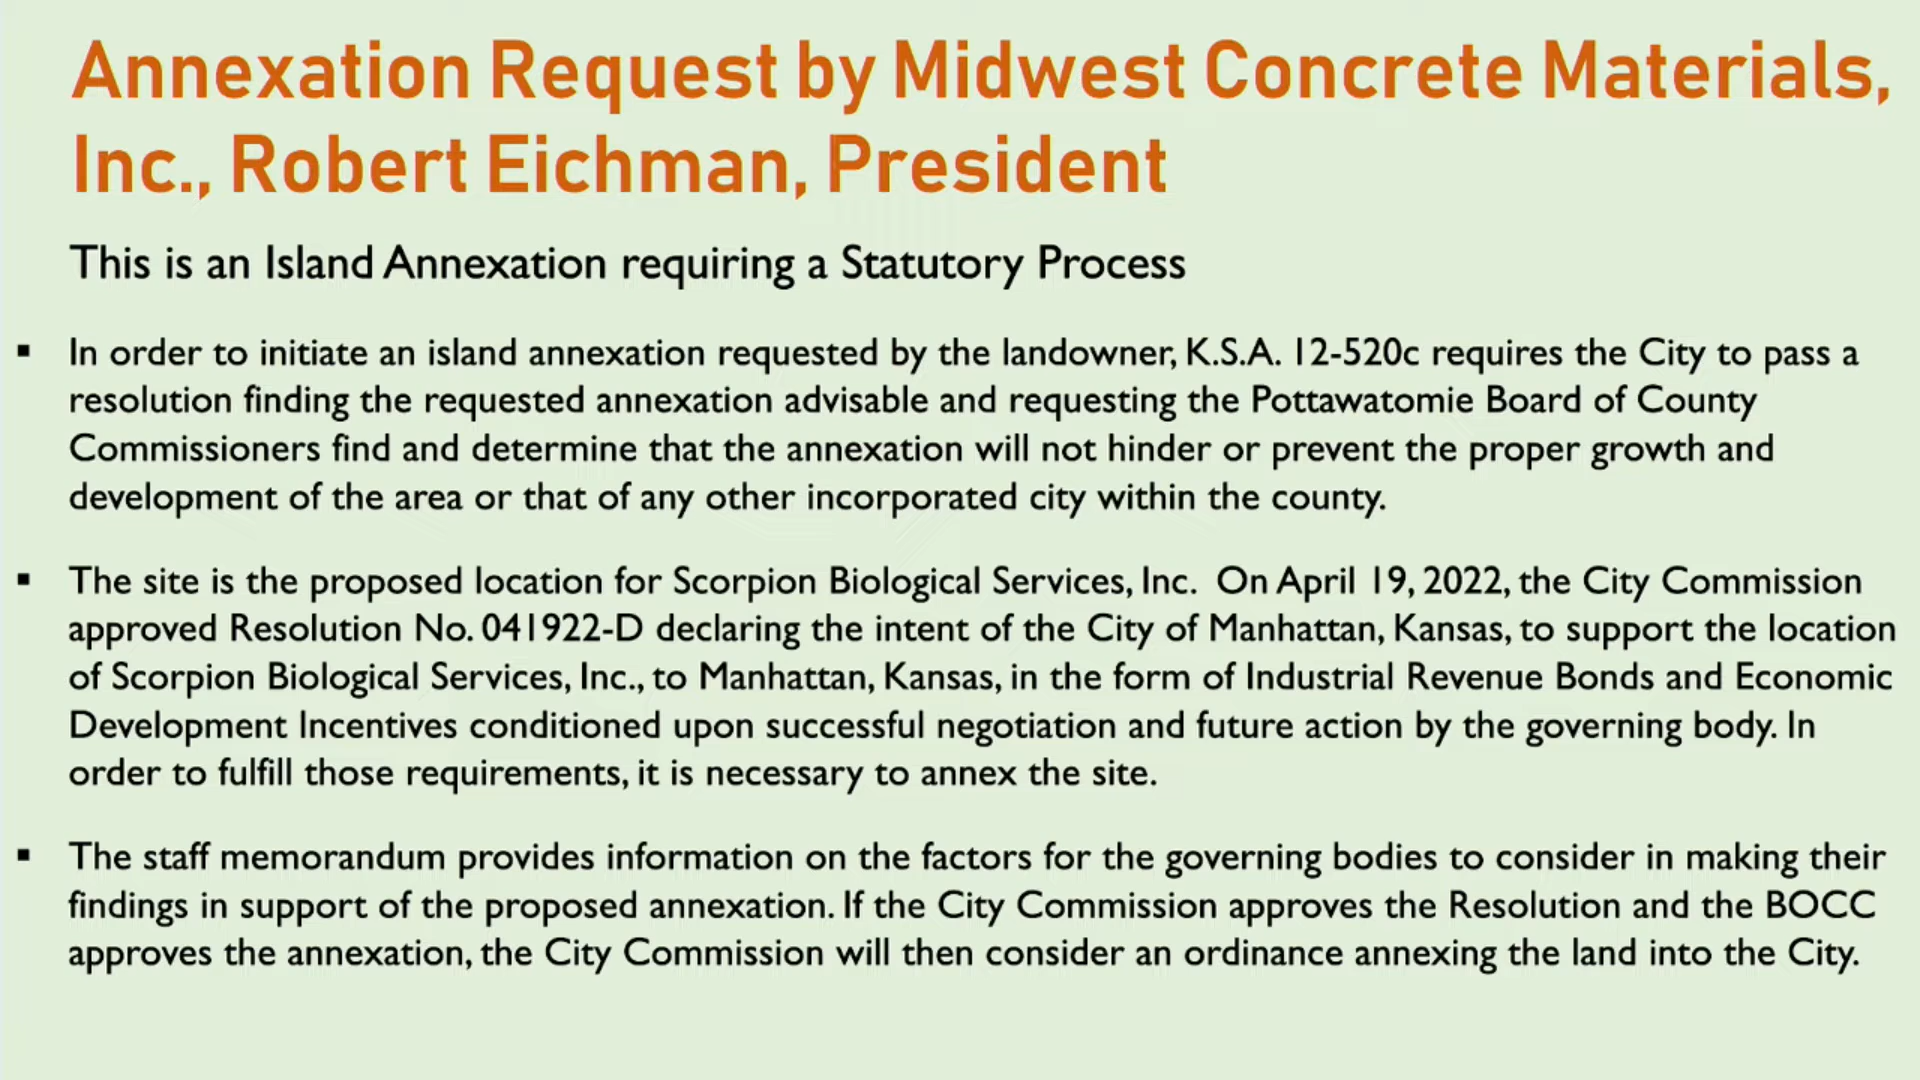 Annexation Request by Midwest Concrete Materials,
Inc., Robert Eichman, President
This is an Island Annexation requiring a Statutory Process
▪ In order to initiate an island annexation requested by the landowner, K.S.A. 12-520c requires the City to pass a
resolution finding the requested annexation advisable and requesting the Pottawatomie Board of County
Commissioners find and determine that the annexation will not hinder or prevent the proper growth and
development of the area or that of any other incorporated city within the county.
▪ The site is the proposed location for Scorpion Biological Services, Inc. On April 19, 2022, the City Commission
approved Resolution No. 041922-D declaring the intent of the City of Manhattan, Kansas, to support the location
of Scorpion Biological Services, Inc., to Manhattan, Kansas, in the form of Industrial Revenue Bonds and Economic
Development Incentives conditioned upon successful negotiation and future action by the governing body. In
order to fulfill those requirements, it is necessary to annex the site.
▪ The staff memorandum provides information on the factors for the governing bodies to consider in making their
findings in support of the proposed annexation. If the City Commission approves the Resolution and the BOCC
approves the annexation, the City Commission will then consider an ordinance annexing the land into the City.